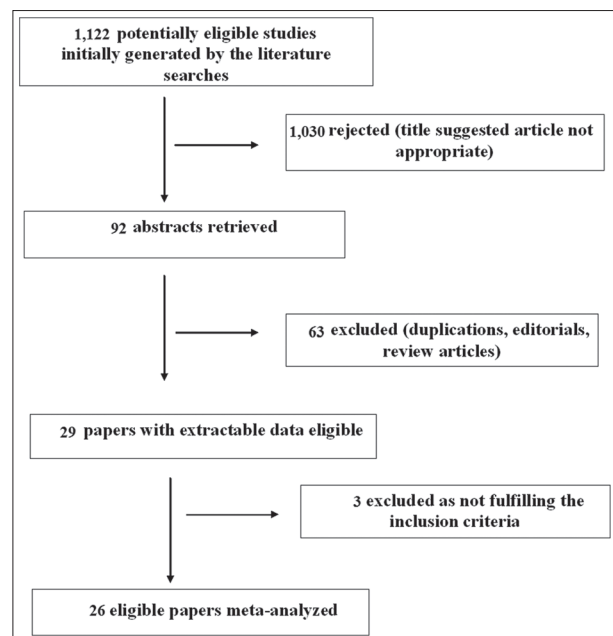 1,122 potentially eligible studies
initially generated by the literature
searches
1,030 rejected (title suggested article not
appropriate)
92 abstracts retrieved
63 excluded (duplications, editorials,
review articles)
29 papers with extractable data eligible
3 excluded as not fulfilling the
inclusion criteria
26 eligible papers meta-analyzed